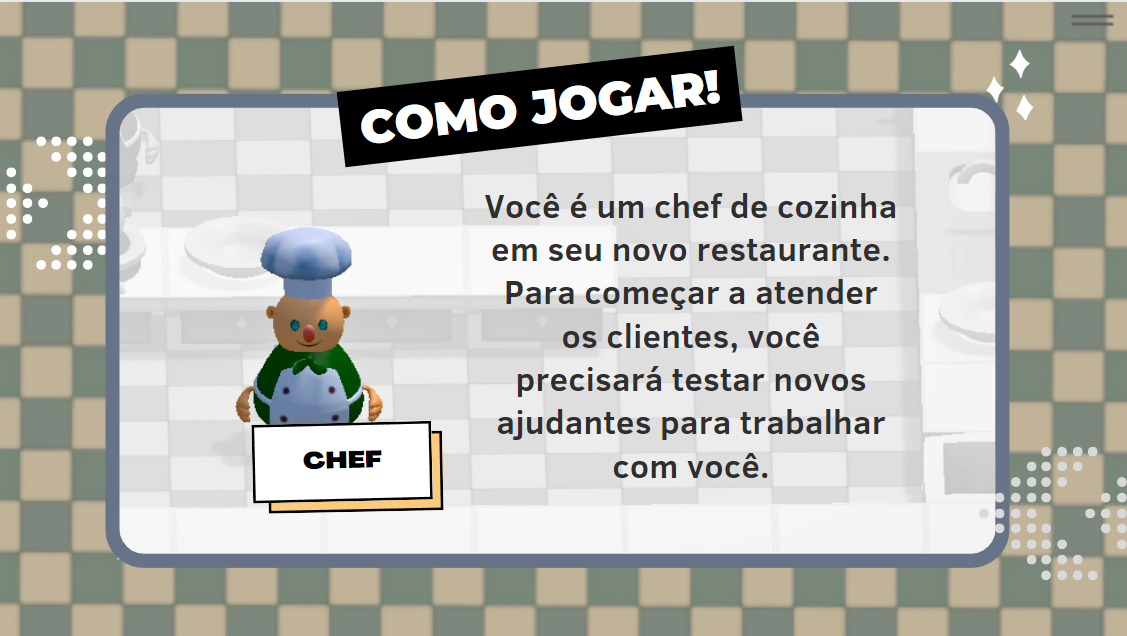 COMO JOGAR!
Você é um chef de cozinha
em seu novo restaurante.
Para começar a atender
os clientes, você
precisará testar novos
ajudantes para trabalhar
com você.
CHEF